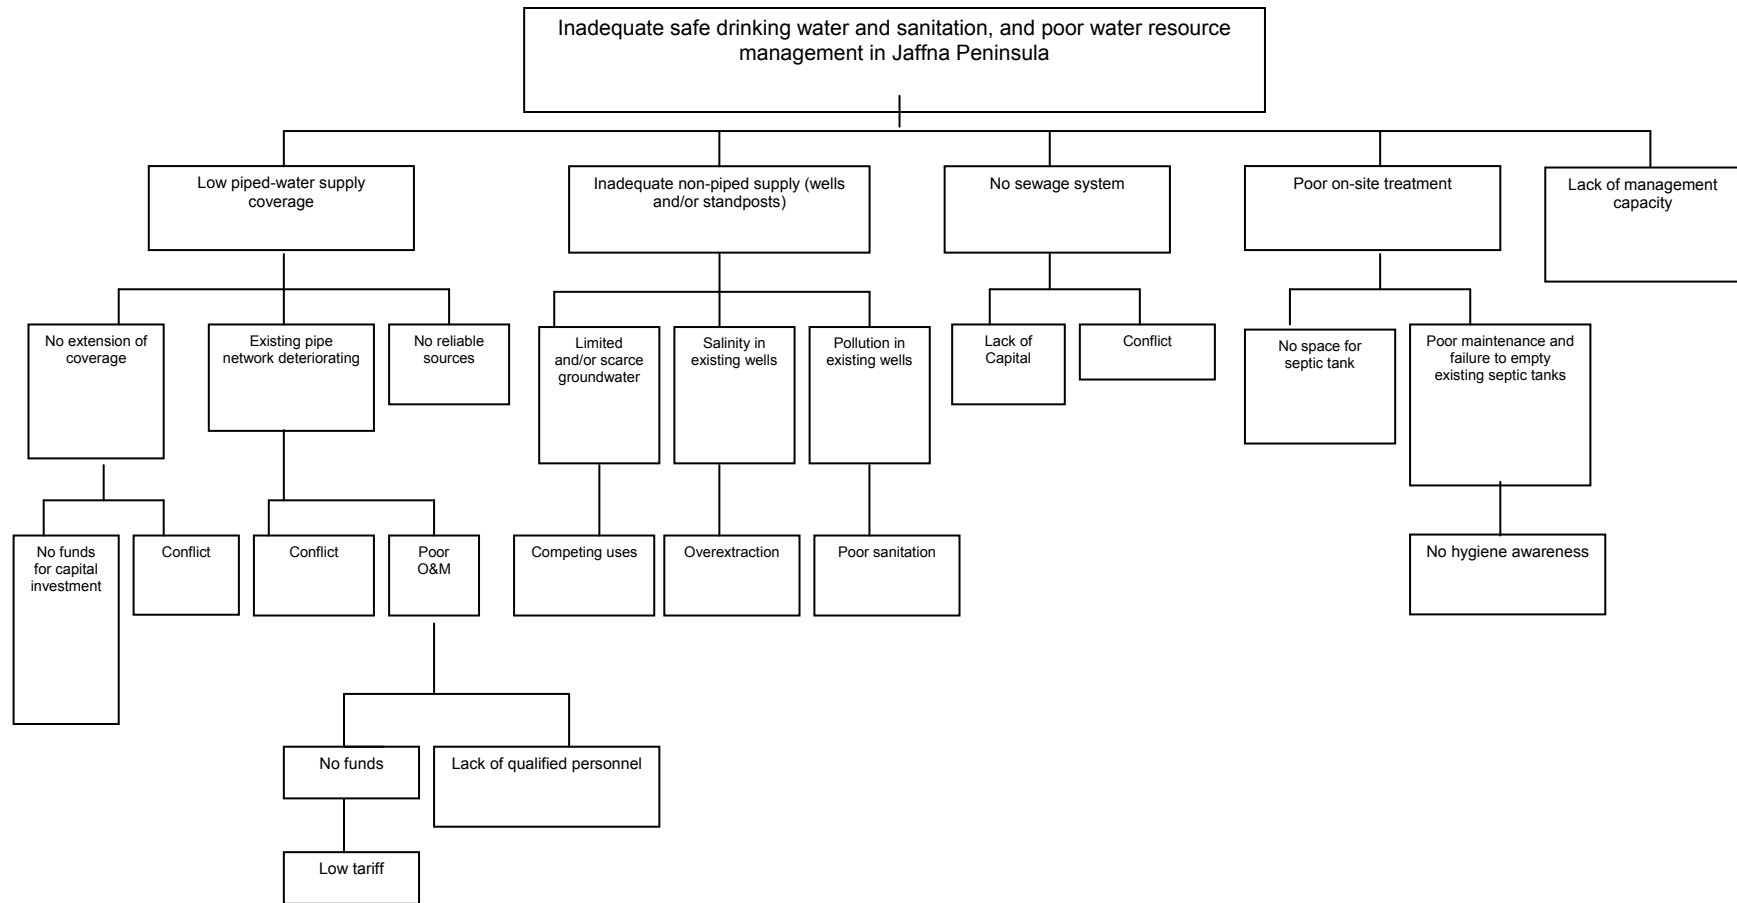 Inadequate safe drinking water and sanitation, and poor water resource
management in Jaffna Peninsula
Low piped-water supply
coverage
Inadequate non-piped supply (wells
and/or standposts)
No sewage system
Poor on-site treatment
Lack of management
capacity
No extension of
coverage
Existing pipe
network deteriorating
No reliable
sources
Limited
and/or scarce
groundwater
Salinity in
existing wells
Pollution in
existing wells
Lack of
Capital
Conflict
No space for
septic tank
Poor maintenance and
failure to empty
existing septic tanks
No funds
for capital
investment
Conflict
Conflict
Poor
O&M
Competing uses
Overextraction
Poor sanitation
No hygiene awareness
No funds
Lack of qualified personnel
Low tariff